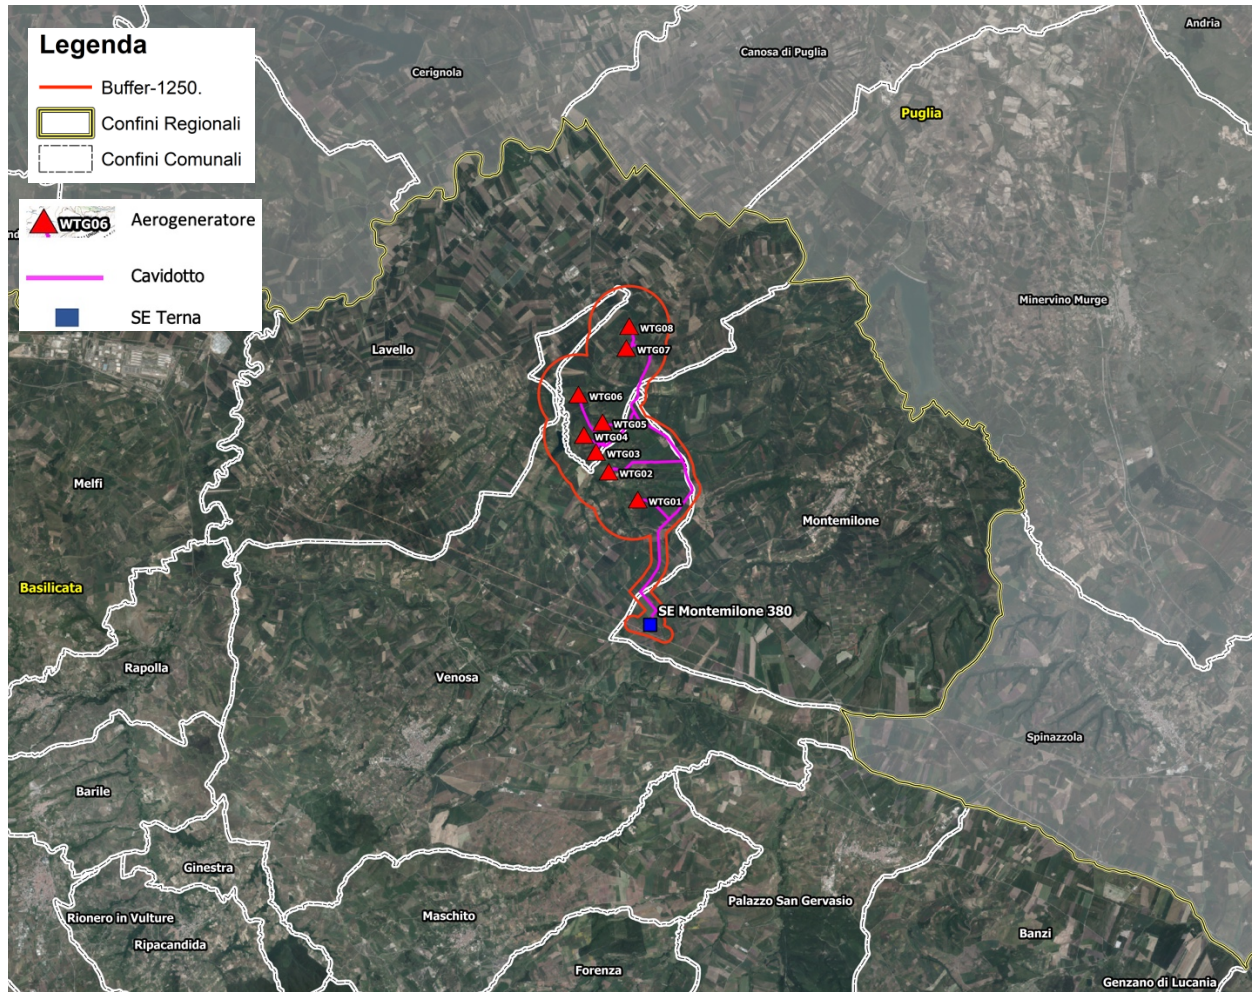 Legenda
Buffer-1250.
Confini Regionali
Confini Comunali
WTG06
Aerogeneratore
Cavidotto
SE Terna
Andria
Canosa di Puglia
Cerignola
Puglia
Minervino Murge
WTG08
Lavello
WTG07
WTG06
WTG05
WTG04
WTG03
WTG02
Melfi
WTG01
Montemilone
Basilicata
SE Montemilone 380
Rapolla
Venosa
Spinazzola
Barile
Ginestra
Palazzo San Gervasio
Rionero in Vulture
Maschito
Banzi
Ripacandida
Forenza
Genzano di Lucania